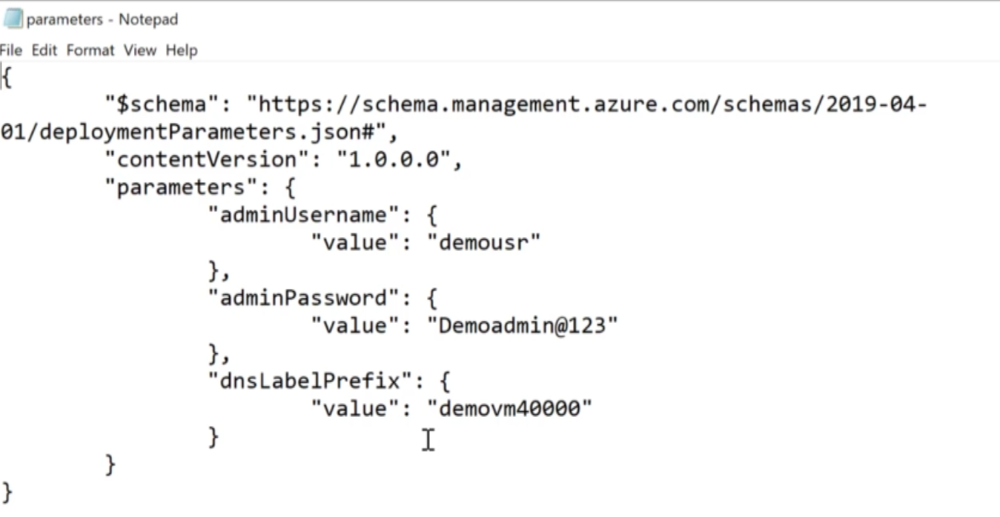 parameters - Notepad
File Edit Format View Help
{
"$schema": "https://schema.management.azure.com/schemas/2019-04-
01/deploymentParameters.json#",
"contentVersion": "1.0.0.0",
"parameters": {
"adminUsername": {
"value": "demousr"
},
"adminPassword": {
"value": "Demoadmin@123"
},
"dnsLabelPrefix": {
"value": "demovm40000"
}
}
}